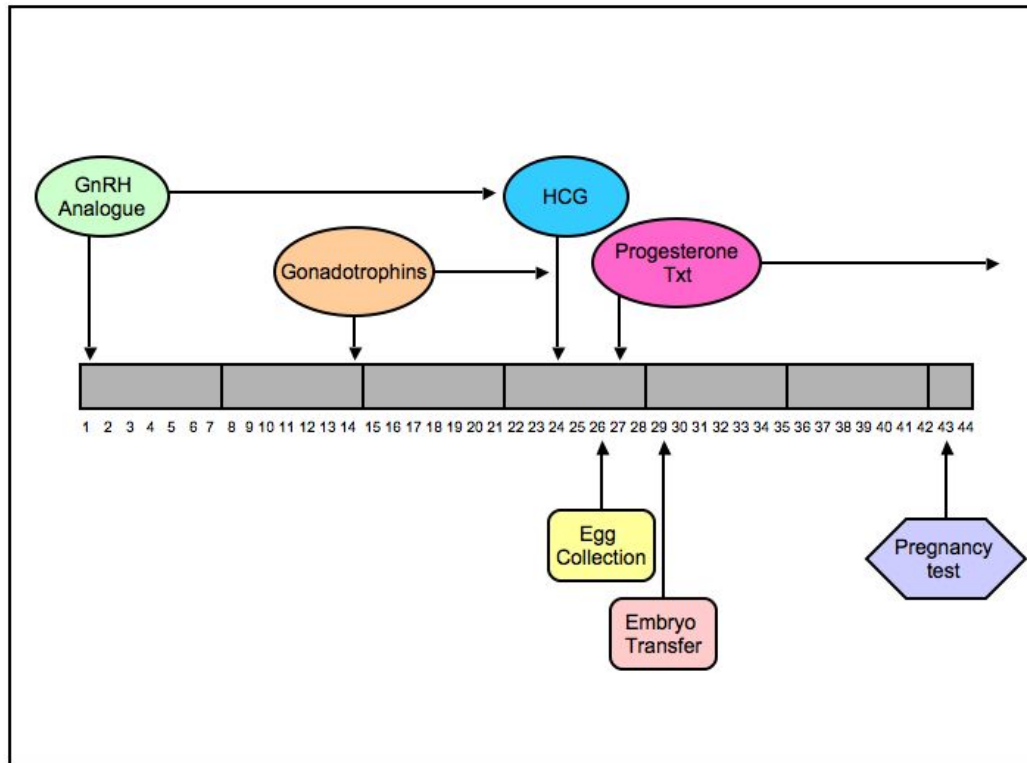 GnRH
Analogue
HCG
Progesterone
Txt
Gonadotrophins
1 2 3 4 5 6 7 8 9 10 11 12 13 14 15 16 17 18 19 20 21 22 23 24 25 26 27 28 29 30 31 32 33 34 35 36 37 38 39 40 41 42 43 44
Egg
Collection
Pregnancy
test
Embryo
Transfer